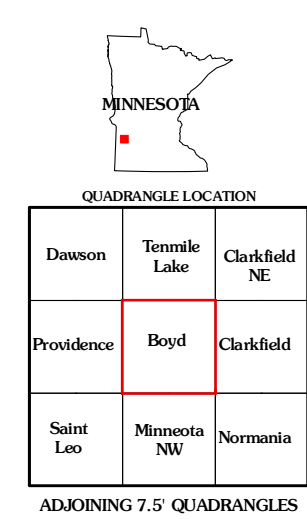 MINNESOTA
QUADRANGLE LOCATION
Dawson
Tenmile
Lake
Clarkfield
NE
Providence
Boyd
Clarkfield
Saint
Leo
Minneota
NW
Normania
ADJOINING 7.5' QUADRANGLES